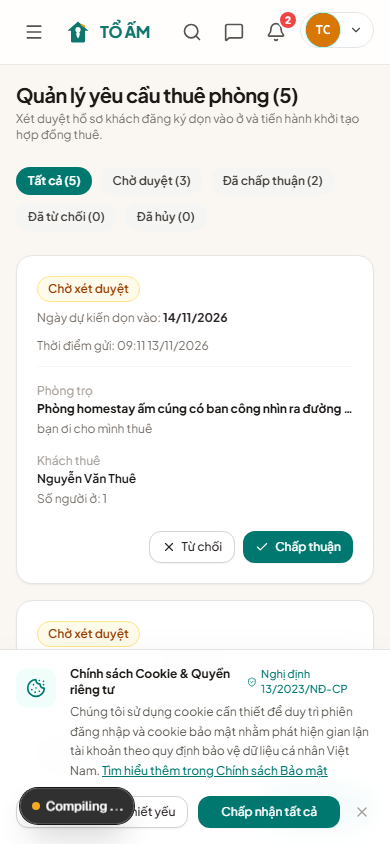 TỔ ẤM
2
TC
Quản lý yêu cầu thuê phòng (5)
Xét duyệt hồ sơ khách đăng ký dọn vào ở và tiến hành khởi tạo
hợp đồng thuê.
Tất cả (5)
Chờ duyệt (3)
Đã chấp thuận (2)
Đã từ chối (0)
Đã hủy (0)
Chờ xét duyệt
Ngày dự kiến dọn vào: 14/11/2026
Thời điểm gửi: 09:11 13/11/2026
Phòng trọ
Phòng homestay ấm cúng có ban công nhìn ra đường ...
bạn ơi cho mình thuê
Khách thuê
Nguyễn Văn Thuê
Số người ở: 1
Từ chối
Chấp thuận
Chờ xét duyệt
Chính sách Cookie & Quyền
riêng tư
Nghị định
13/2023/NĐ-CP
Chúng tôi sử dụng cookie cần thiết để duy trì phiên
đăng nhập và cookie bảo mật nhằm phát hiện gian lận
tài khoản theo quy định bảo vệ dữ liệu cá nhân Việt
Nam. Tìm hiểu thêm trong Chính sách Bảo mật
Compiling ...
thiết yếu
Chấp nhận tất cả